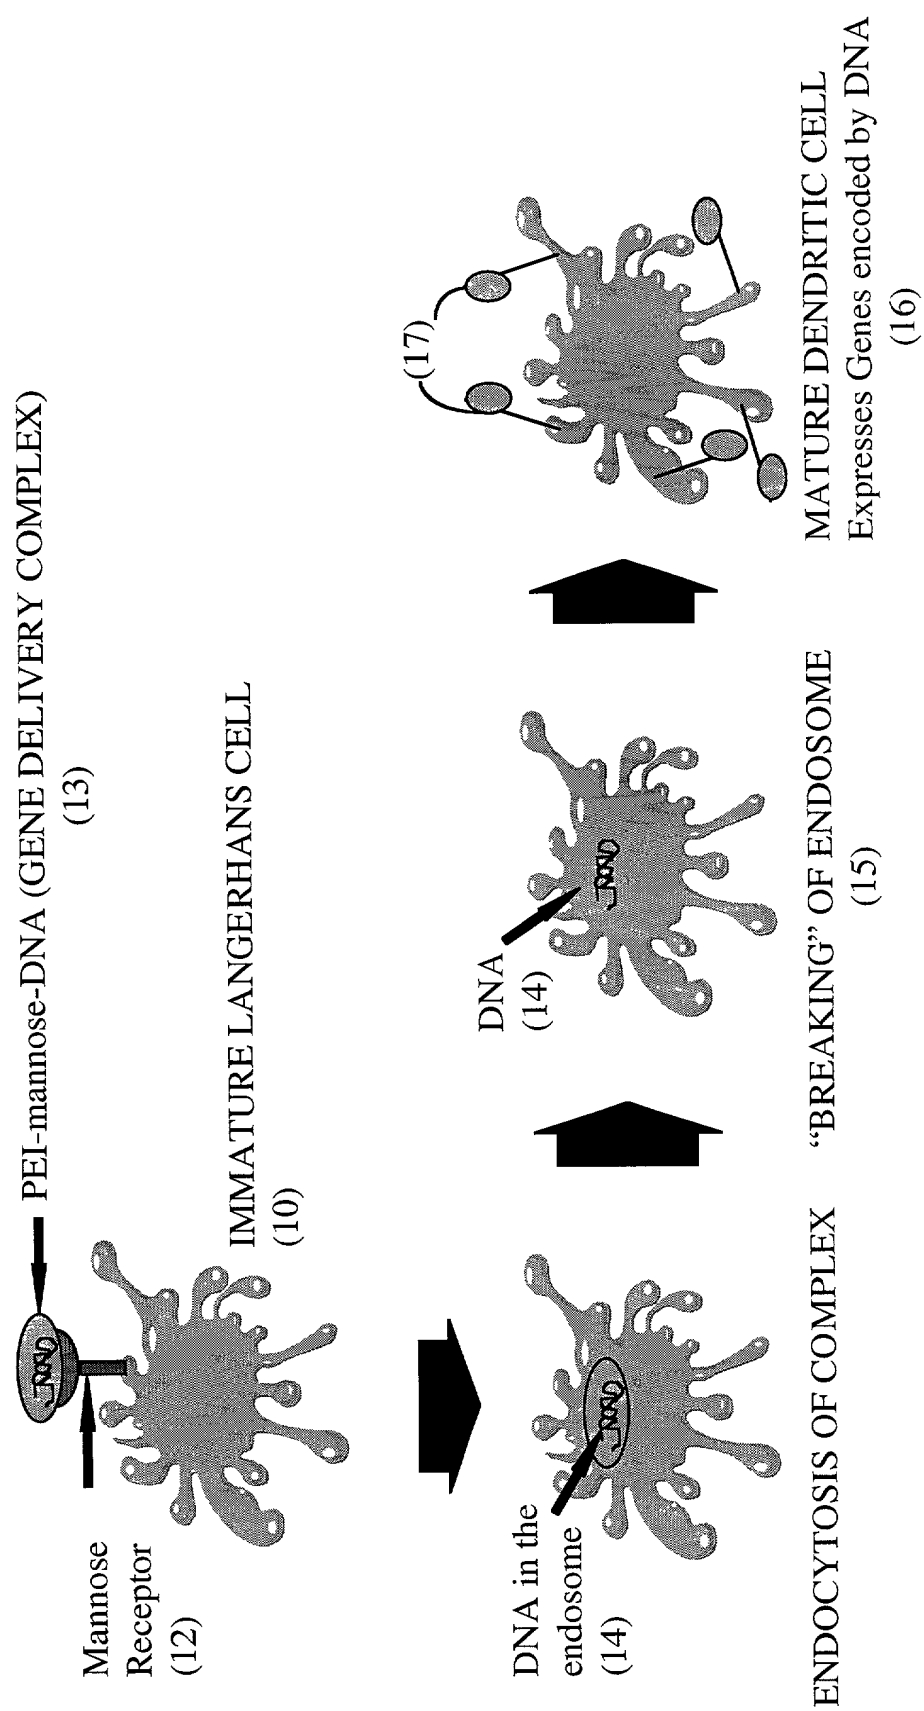 PEI-mannose-DNA (GENE DELIVERY COMPLEX)
(13)
Mannose
Receptor
(12)
IMMATURE LANGERHANS CELL
(10)
DNA in the
endosome
(14)
ENDOCYTOSIS OF COMPLEX
DNA
(14)
"BREAKING" OF ENDOSOME
(15)
(17)
MATURE DENDRITIC CELL
Expresses Genes encoded by DNA
(16)